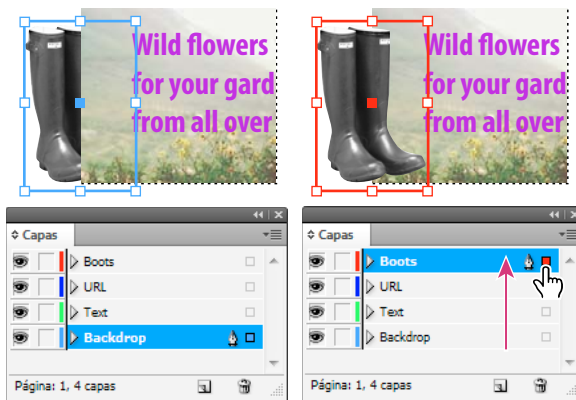 Wild flowers
for your gard
from all over
Wild flowers
for your gard
from all over
Capas
Boots
URL
Text
Backdrop
Página: 1, 4 capas
Capas
Boots
URL
Text
Backdrop
Página: 1, 4 capas